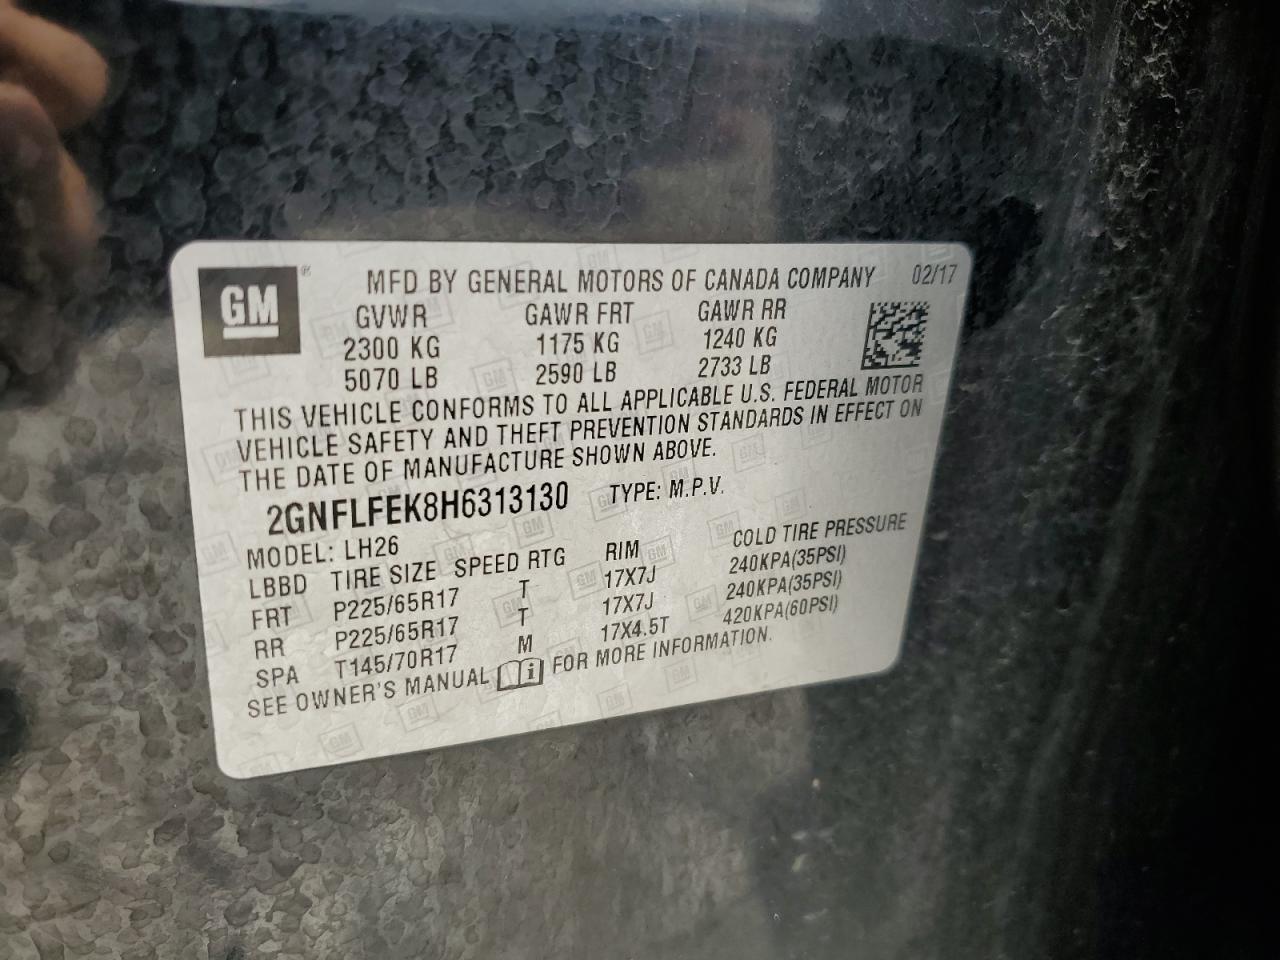 GM ®
MFD BY GENERAL MOTORS OF CANADA COMPANY 02/17
GVWR GAWR FRT GAWR RR
2300 KG 1175 KG 1240 KG
5070 LB 2590 LB 2733 LB
THIS VEHICLE CONFORMS TO ALL APPLICABLE U.S. FEDERAL MOTOR
VEHICLE SAFETY AND THEFT PREVENTION STANDARDS IN EFFECT ON
THE DATE OF MANUFACTURE SHOWN ABOVE.
2GNFLFEK8H6313130 TYPE: M.P.V.
MODEL: LH26
LBBD TIRE SIZE SPEED RTG RIM COLD TIRE PRESSURE
FRT P225/65R17 T 17X7J 240KPA(35PSI)
RR P225/65R17 T 17X7J 240KPA(35PSI)
SPA T145/70R17 M 17X4.5T 420KPA(60PSI)
SEE OWNER'S MANUAL i FOR MORE INFORMATION.